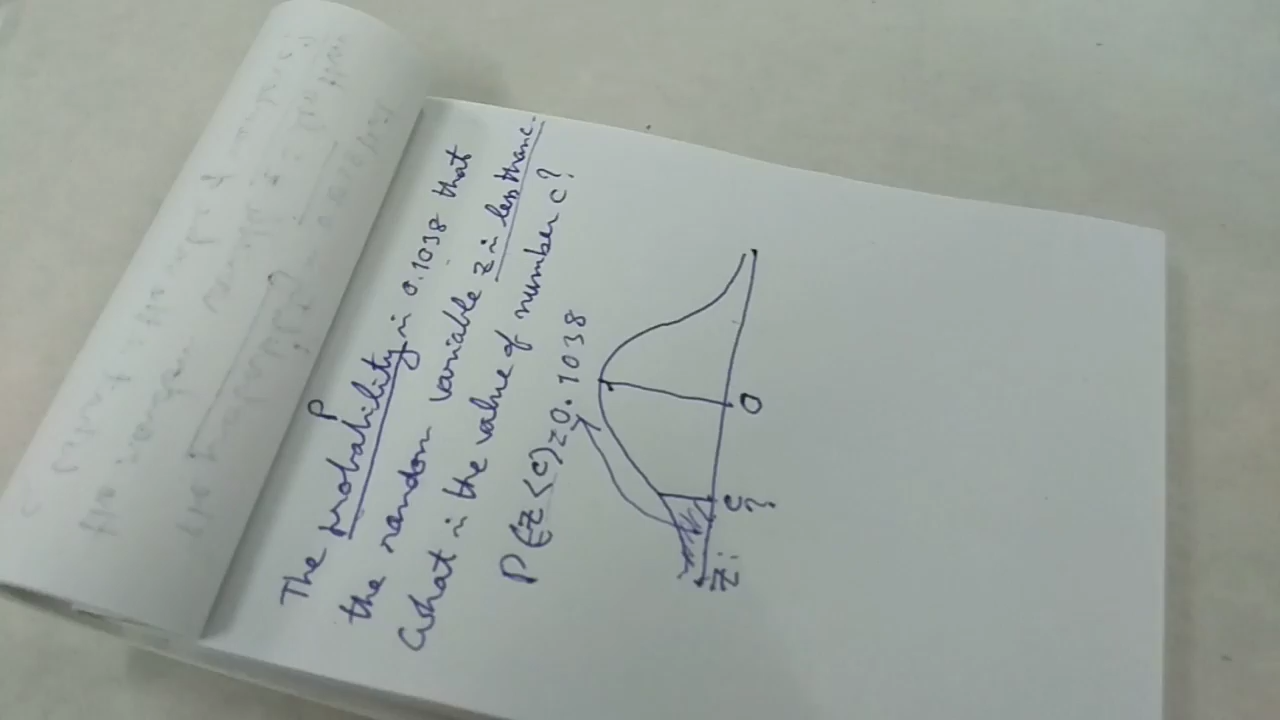 P
The probability is 0.1038 that
the random variable z is less than c.
What is the value of number c?
P(z<c)=0.1038
0
c
?
z: